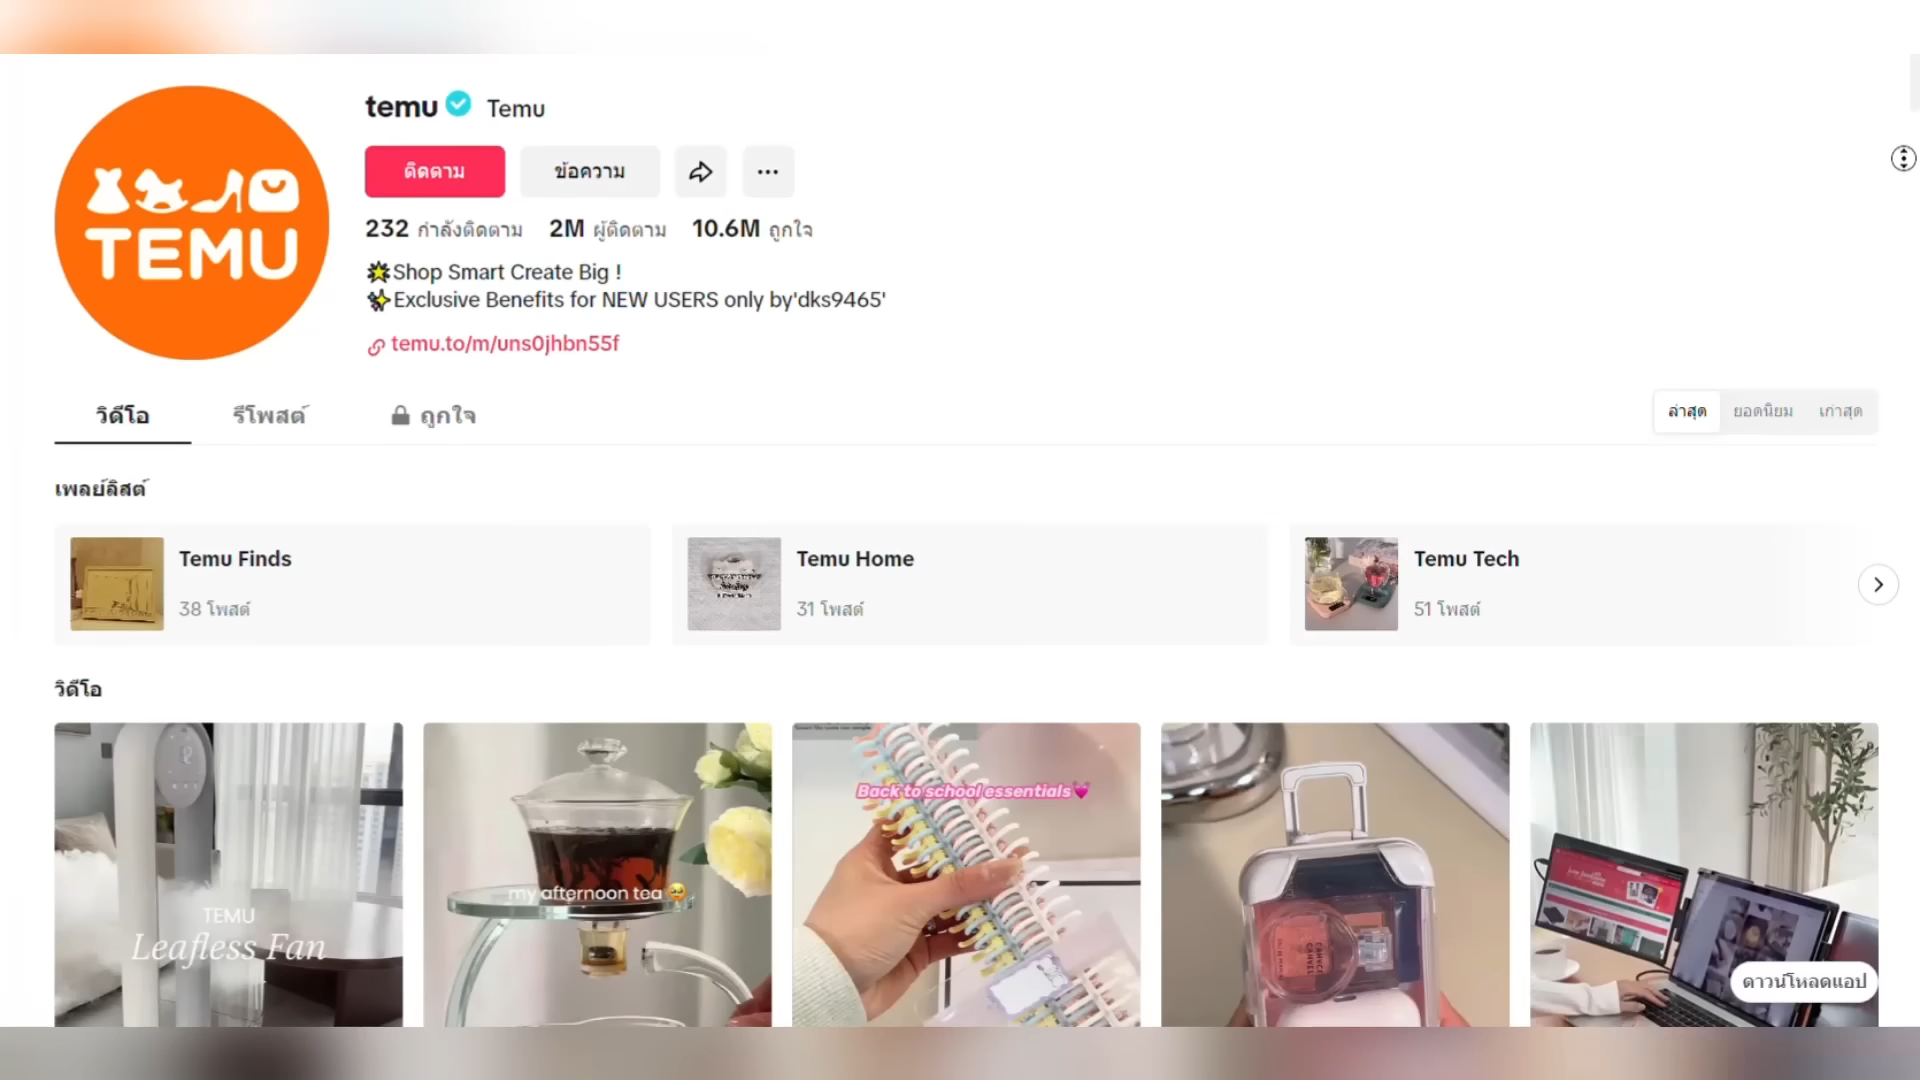 TEMU
temu Temu
ติดตาม ข้อความ
232 กำลังติดตาม 2M ผู้ติดตาม 10.6M ถูกใจ
🌟Shop Smart Create Big !
✨Exclusive Benefits for NEW USERS only by'dks9465'
temu.to/m/uns0jhbn55f
วิดีโอ รีโพสต์ ถูกใจ
ล่าสุด ยอดนิยม เก่าสุด
เพลย์ลิสต์
Temu Finds
38 โพสต์
Temu Home
31 โพสต์
Temu Tech
51 โพสต์
วิดีโอ
TEMU
Leafless Fan
my afternoon tea 🥹
Back to school essentials💓
ดาวน์โหลดแอป